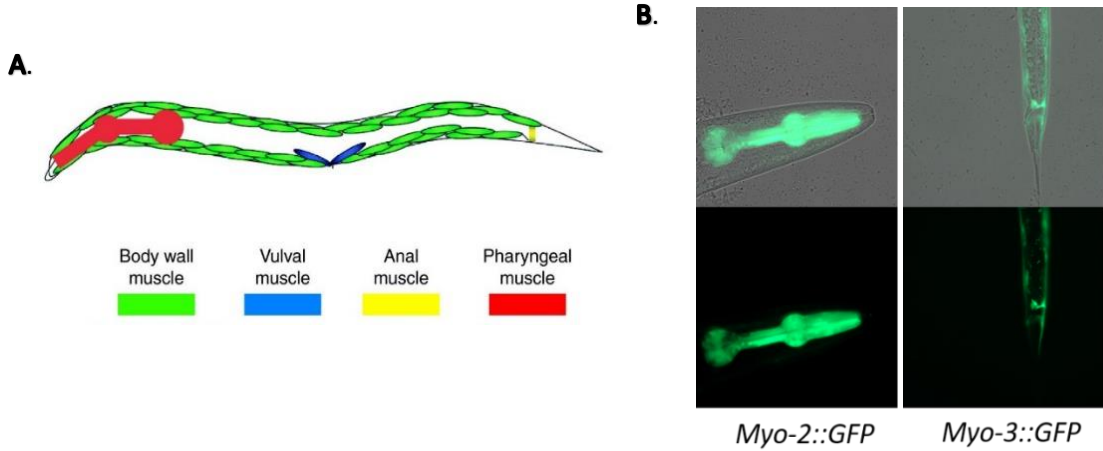 A.
Body wall
muscle
Vulval
muscle
Anal
muscle
Pharyngeal
muscle
B.
Myo-2::GFP
Myo-3::GFP